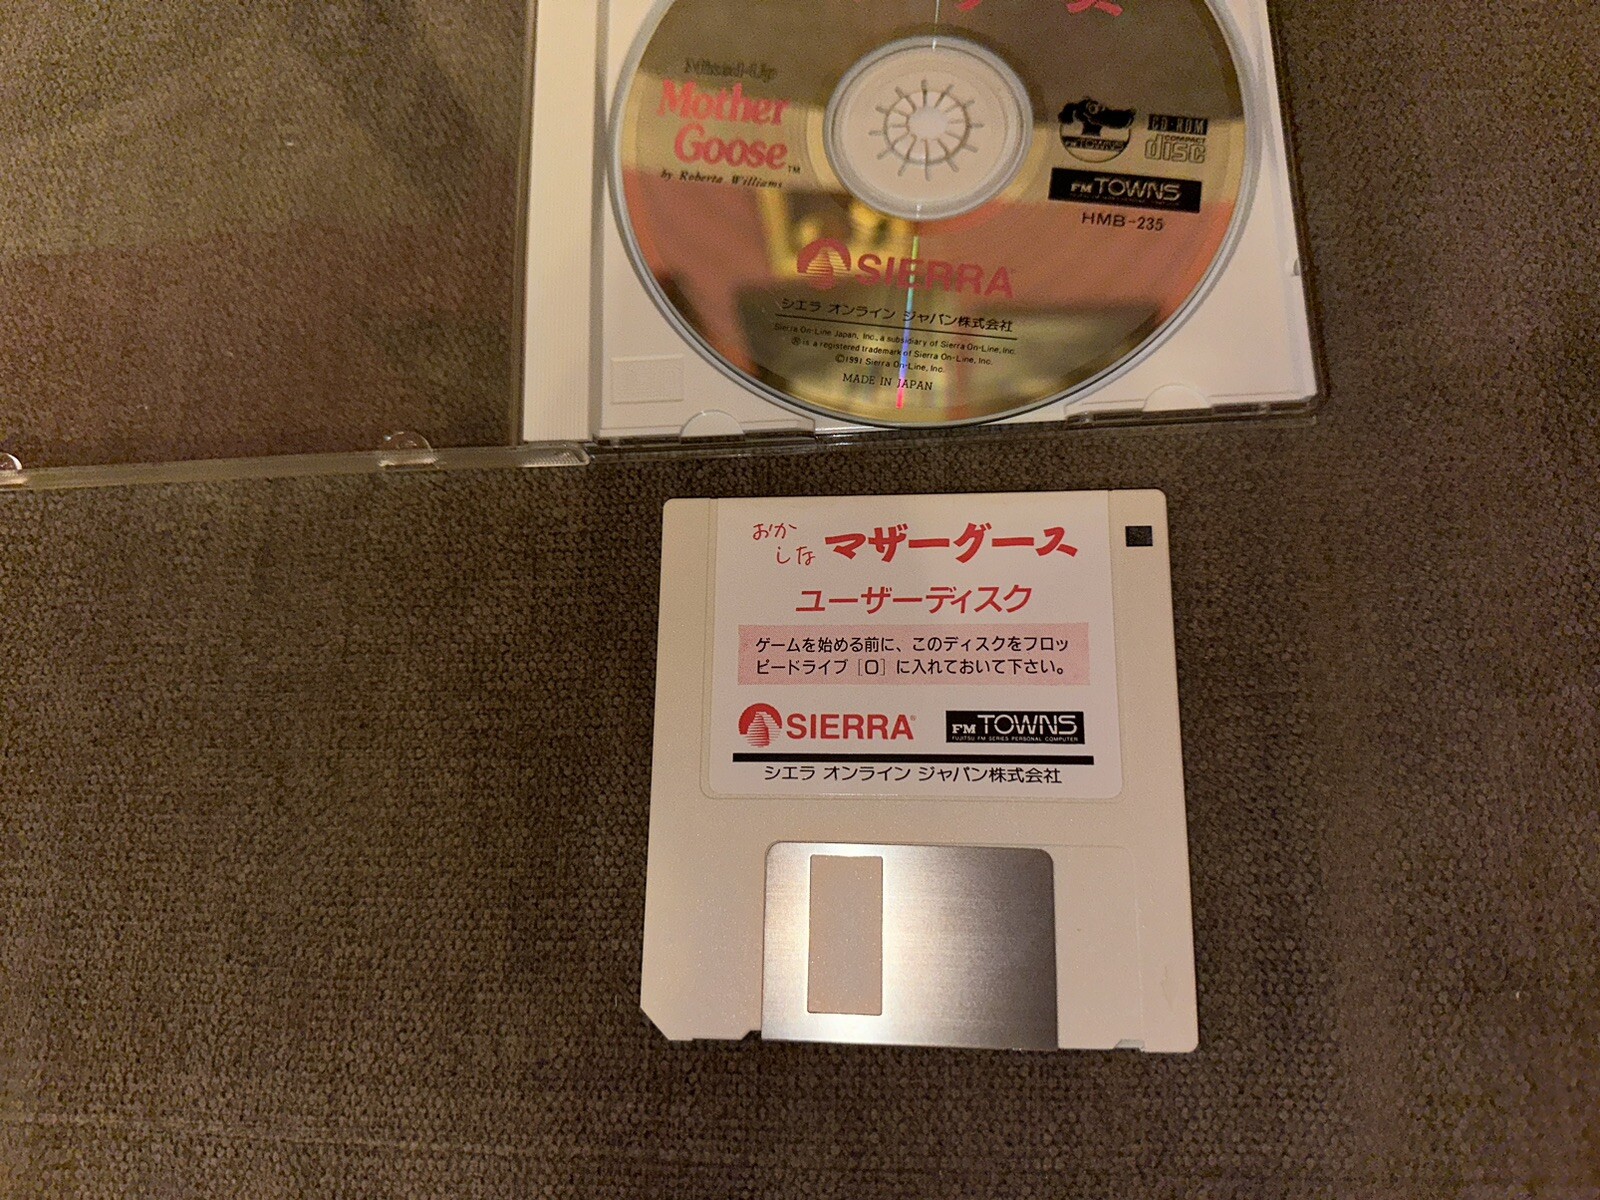 Mixed-Up
Mother
Goose™
by Roberta Williams
FM TOWNS
CD-ROM
COMPACT
disc
FM TOWNS
HMB-235
SIERRA
シエラ オンライン ジャパン株式会社
Sierra On-Line Japan, Inc., a subsidiary of Sierra On-Line, Inc.
Ⓡ is a registered trademark of Sierra On-Line, Inc.
©1991 Sierra On-Line, Inc.
MADE IN JAPAN
おかしな マザーグース
ユーザーディスク
ゲームを始める前に、このディスクをフロッ
ピードライブ［0］に入れておいて下さい。
SIERRA® FM TOWNS
FUJITSU FM SERIES PERSONAL COMPUTER
シエラ オンライン ジャパン株式会社